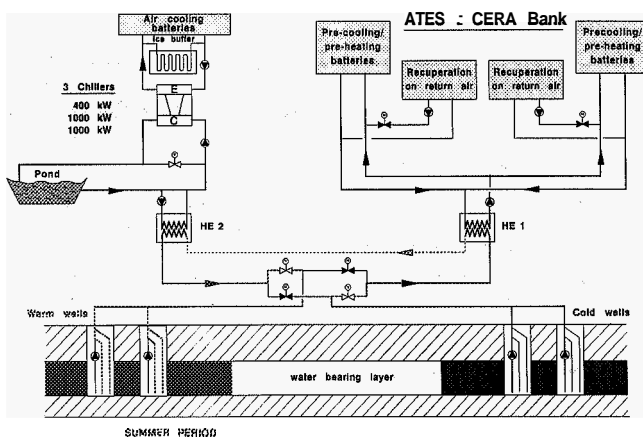 ATES : CERA Bank
Air cooling
batteries
Ice buffer
E
C
3 Chillers
400 kW
1000 kW
1000 kW
Pond
HE 2
Pre-cooling/
pre-heating
batteries
Recuperation
on return air
Recuperation
on return air
Precooling/
pre-heating
batteries
HE 1
Warm wells
Cold wells
water bearing layer
SUMMER PERIOD